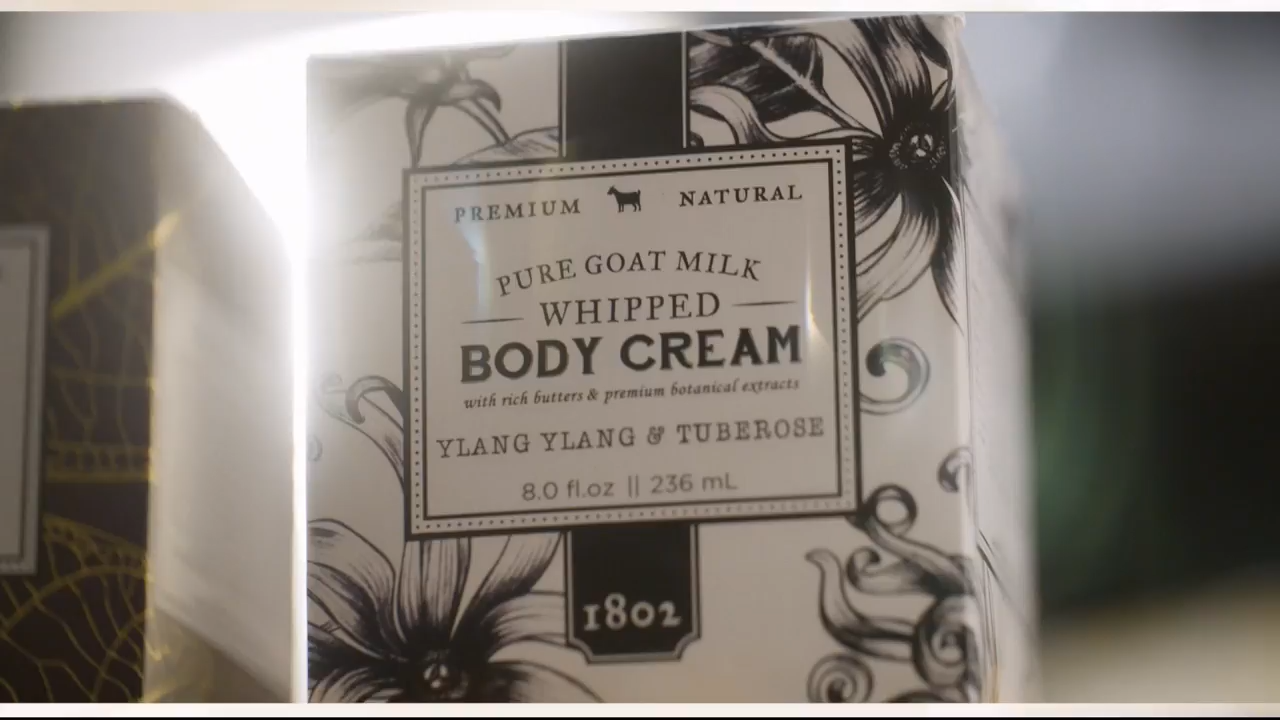 PREMIUM NATURAL
PURE GOAT MILK
WHIPPED
BODY CREAM
with rich butters & premium botanical extracts
YLANG YLANG & TUBEROSE
8.0 fl.oz || 236 mL
1802